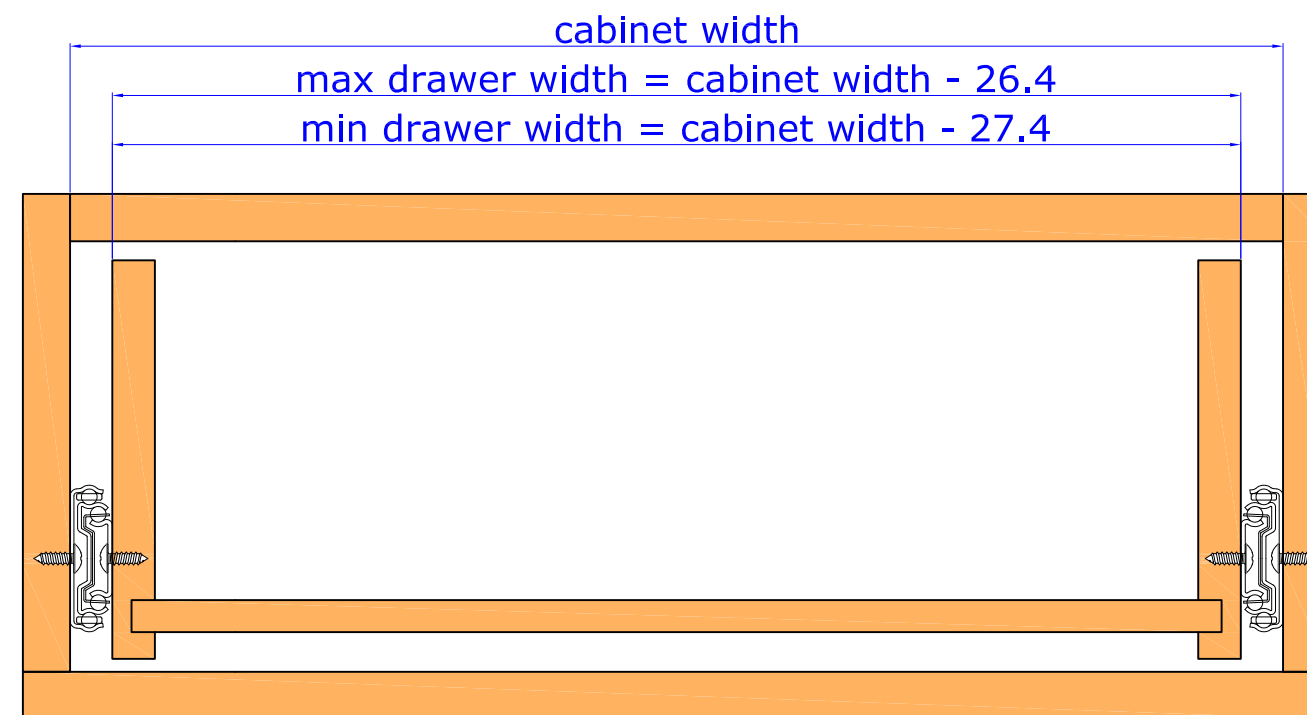 cabinet width
max drawer width = cabinet width - 26.4
min drawer width = cabinet width - 27.4